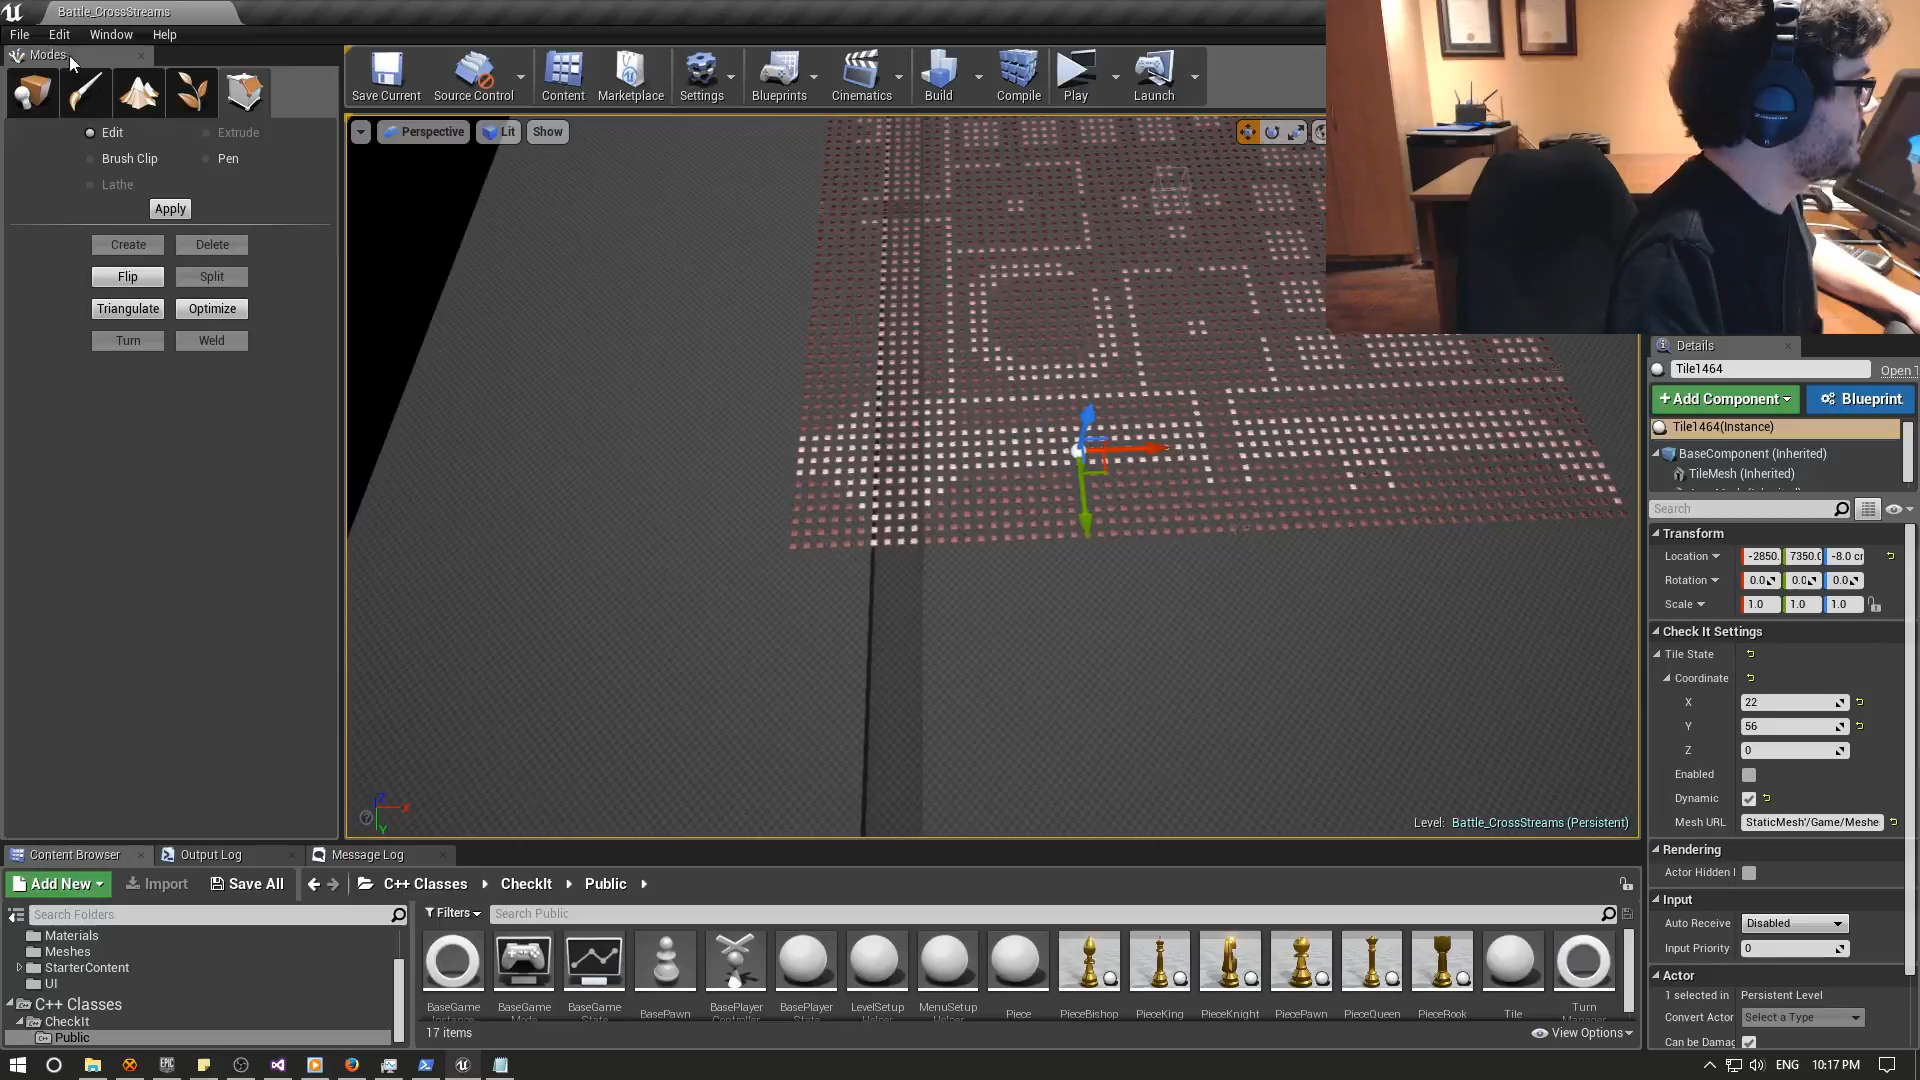 Battle_CrossStreams
File Edit Window Help
Modes
Save Current Source Control Content Marketplace Settings Blueprints Cinematics Build Compile Play Launch
Perspective Lit Show
Edit Extrude
Brush Clip Pen
Lathe
Apply
Create Delete
Flip Split
Triangulate Optimize
Turn Weld
Level: Battle_CrossStreams (Persistent)
Details
Tile1464
Open
+Add Component Blueprint
Tile1464(Instance)
BaseComponent (Inherited)
TileMesh (Inherited)
Search
Transform
Location -2850. 7350.0 -8.0 cm
Rotation 0.0 0.0 0.0
Scale 1.0 1.0 1.0
Check It Settings
Tile State
Coordinate
X 22
Y 56
Z 0
Enabled
Dynamic
Mesh URL StaticMesh'/Game/Meshe
Rendering
Actor Hidden
Input
Auto Receive Disabled
Input Priority 0
Actor
1 selected in Persistent Level
Convert Actor Select a Type
Can be Damag
Content Browser Output Log Message Log
Add New Import Save All C++ Classes CheckIt Public
Search Folders
Filters Search Public
Materials
Meshes
StarterContent
UI
C++ Classes
CheckIt
Public
BaseGame BaseGame BaseGame BasePawn BasePlayer BasePlayer LevelSetup MenuSetup Piece PieceBishop PieceKing PieceKnight PiecePawn PieceQueen PieceRook Tile Turn
17 items
View Options
ENG 10:17 PM